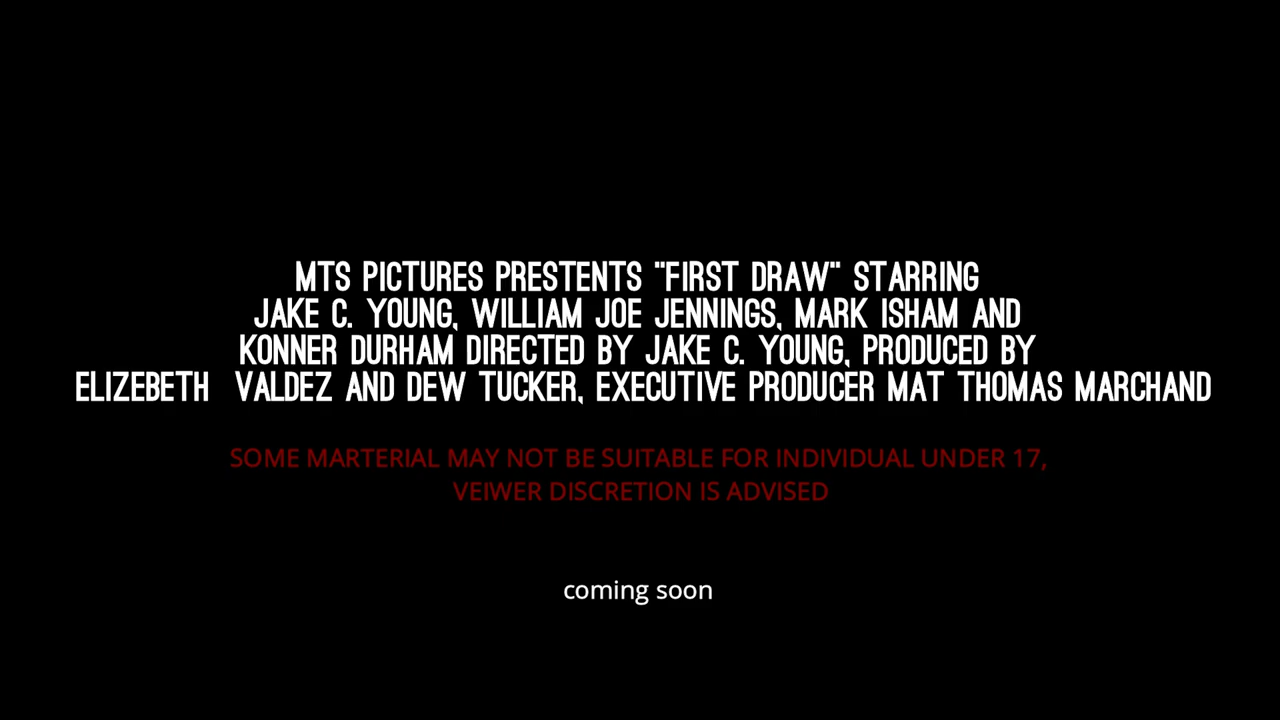 MTS PICTURES PRESTENTS "FIRST DRAW" STARRING
JAKE C. YOUNG, WILLIAM JOE JENNINGS, MARK ISHAM AND
KONNER DURHAM DIRECTED BY JAKE C. YOUNG, PRODUCED BY
ELIZEBETH  VALDEZ AND DEW TUCKER, EXECUTIVE PRODUCER MAT THOMAS MARCHAND
SOME MARTERIAL MAY NOT BE SUITABLE FOR INDIVIDUAL UNDER 17,
VEIWER DISCRETION IS ADVISED
coming soon